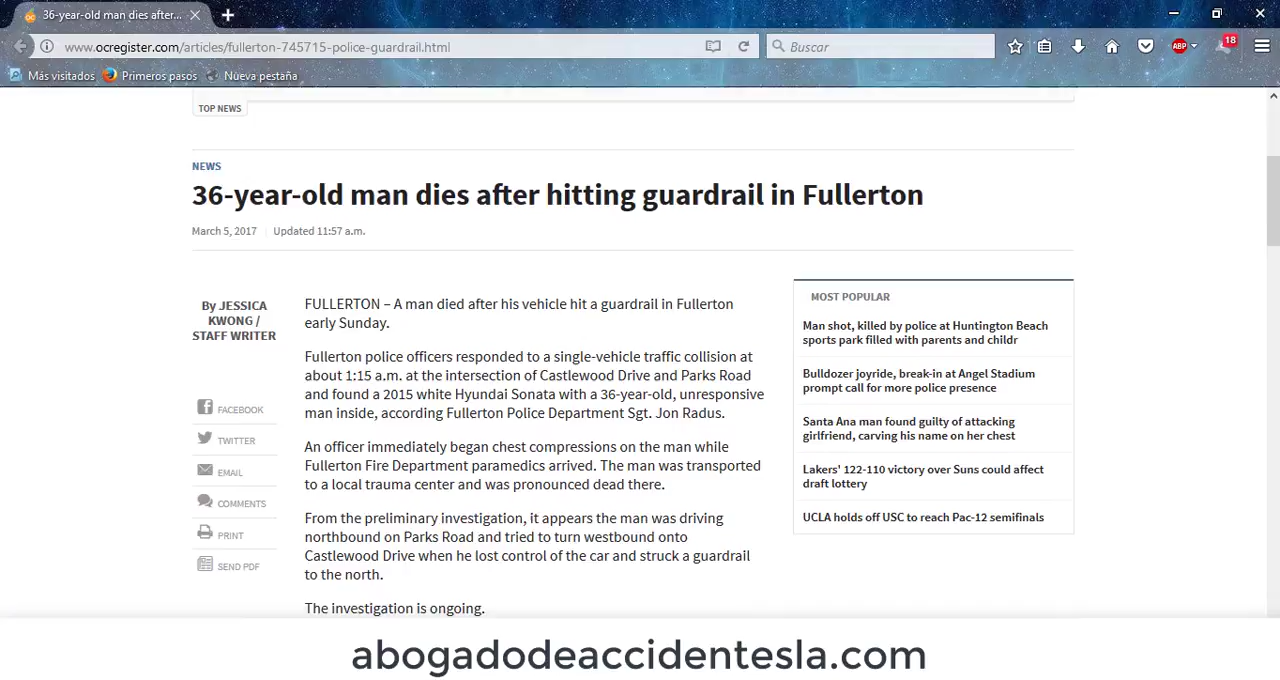 36-year-old man dies after...
www.ocregister.com/articles/fullerton-745715-police-guardrail.html
Buscar
ABP
18
Más visitados
Primeros pasos
Nueva pestaña
TOP NEWS
NEWS
36-year-old man dies after hitting guardrail in Fullerton
March 5, 2017
Updated 11:57 a.m.
By JESSICA
KWONG /
STAFF WRITER
FACEBOOK
TWITTER
EMAIL
COMMENTS
PRINT
SEND PDF
FULLERTON – A man died after his vehicle hit a guardrail in Fullerton
early Sunday.
Fullerton police officers responded to a single-vehicle traffic collision at
about 1:15 a.m. at the intersection of Castlewood Drive and Parks Road
and found a 2015 white Hyundai Sonata with a 36-year-old, unresponsive
man inside, according Fullerton Police Department Sgt. Jon Radus.
An officer immediately began chest compressions on the man while
Fullerton Fire Department paramedics arrived. The man was transported
to a local trauma center and was pronounced dead there.
From the preliminary investigation, it appears the man was driving
northbound on Parks Road and tried to turn westbound onto
Castlewood Drive when he lost control of the car and struck a guardrail
to the north.
The investigation is ongoing.
MOST POPULAR
Man shot, killed by police at Huntington Beach
sports park filled with parents and childr
Bulldozer joyride, break-in at Angel Stadium
prompt call for more police presence
Santa Ana man found guilty of attacking
girlfriend, carving his name on her chest
Lakers' 122-110 victory over Suns could affect
draft lottery
UCLA holds off USC to reach Pac-12 semifinals
abogadodeaccidentesla.com